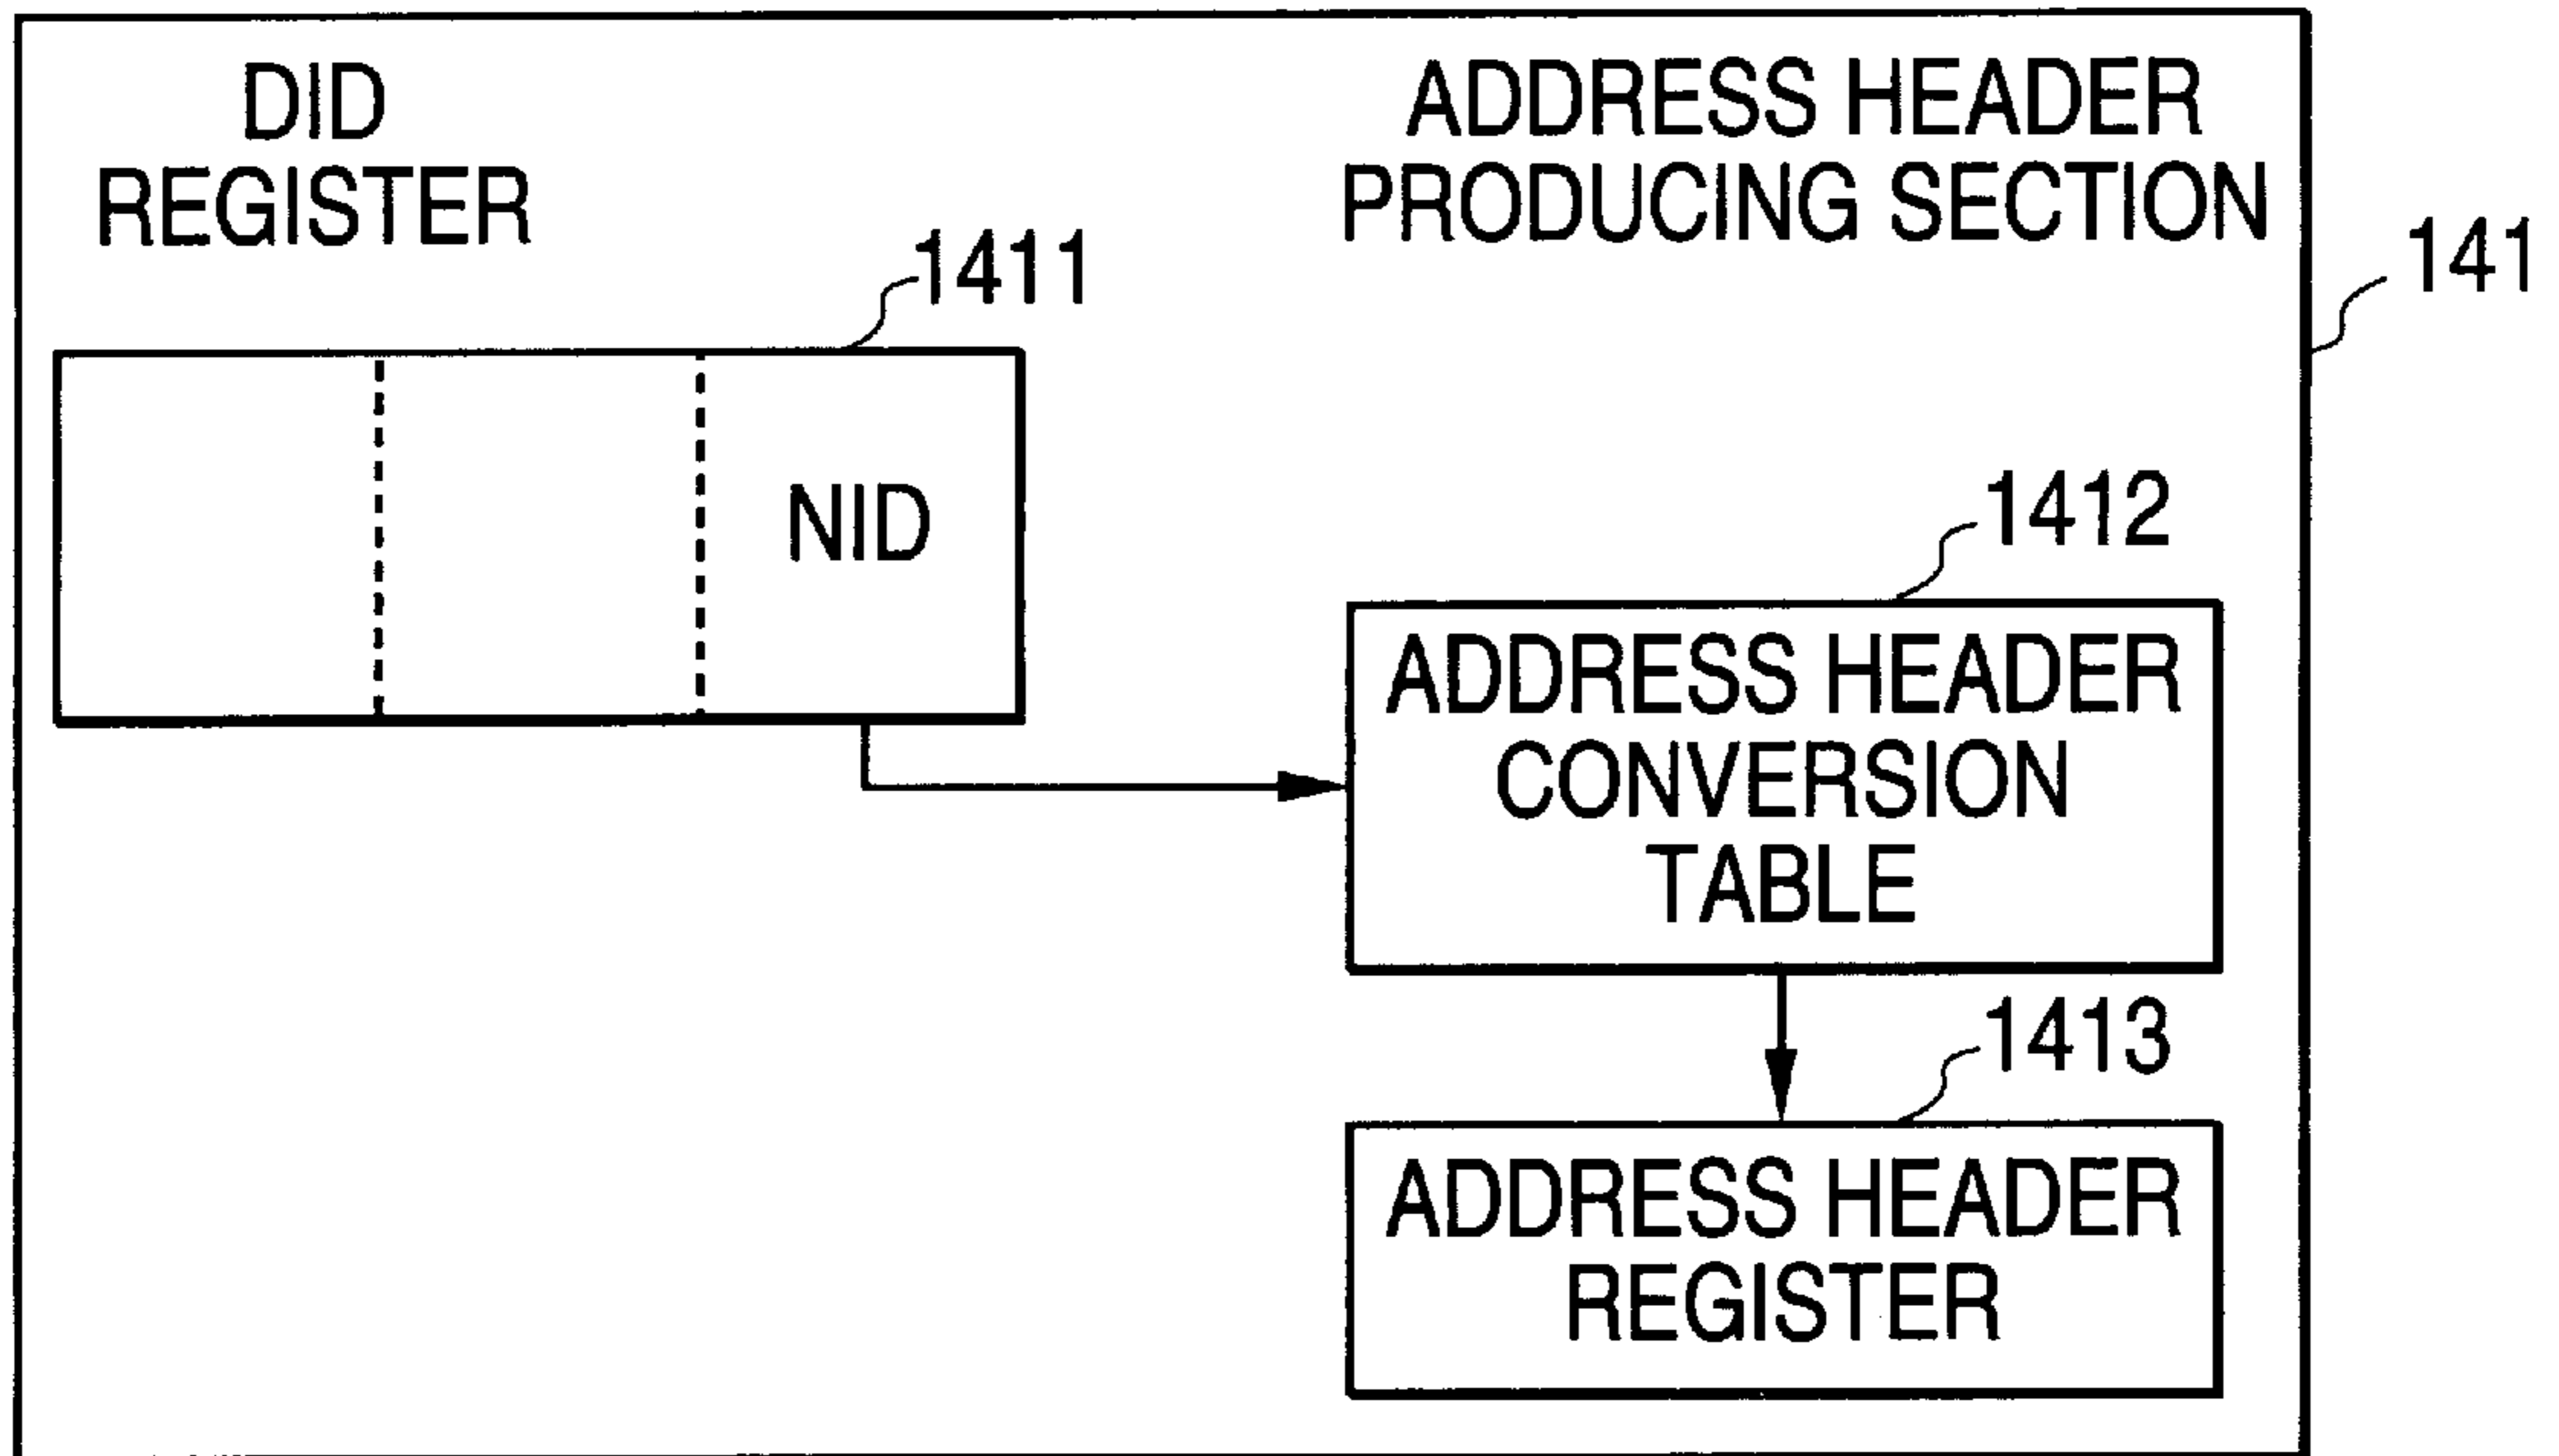 DID
REGISTER
ADDRESS HEADER
PRODUCING SECTION
141
1411
NID
1412
ADDRESS HEADER
CONVERSION
TABLE
1413
ADDRESS HEADER
REGISTER